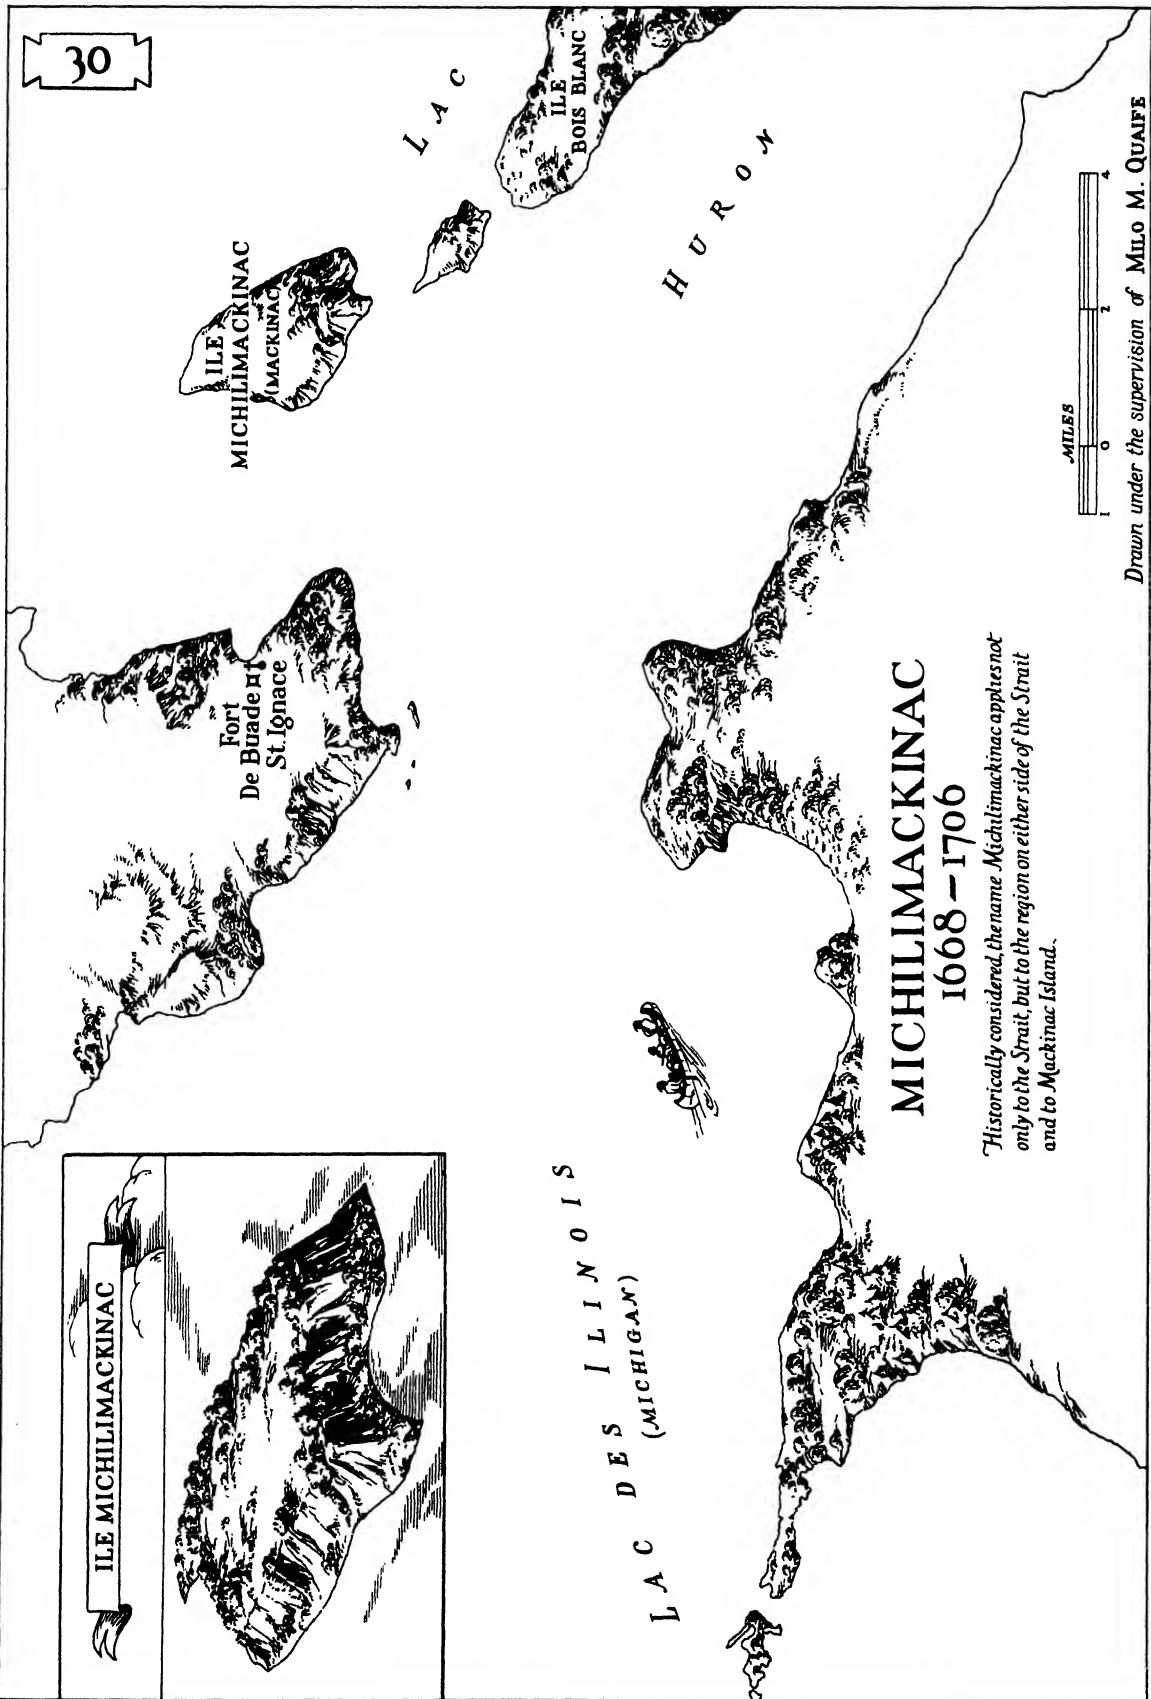 30
ILE MICHILIMACKINAC
ILE
MICHILIMACKINAC
(MACKINAC)
LAC
HURON
ILE
BOIS BLANC
Fort
De Buade
St. Ignace
LAC DES ILINOIS
(MICHIGAN)
MICHILIMACKINAC
1668–1706
Historically considered, the name Michilimackinac applies not
only to the Strait, but to the region on either side of the Strait
and to Mackinac Island.
MILES
1 0 2 4
Drawn under the supervision of MILO M. QUAIFE